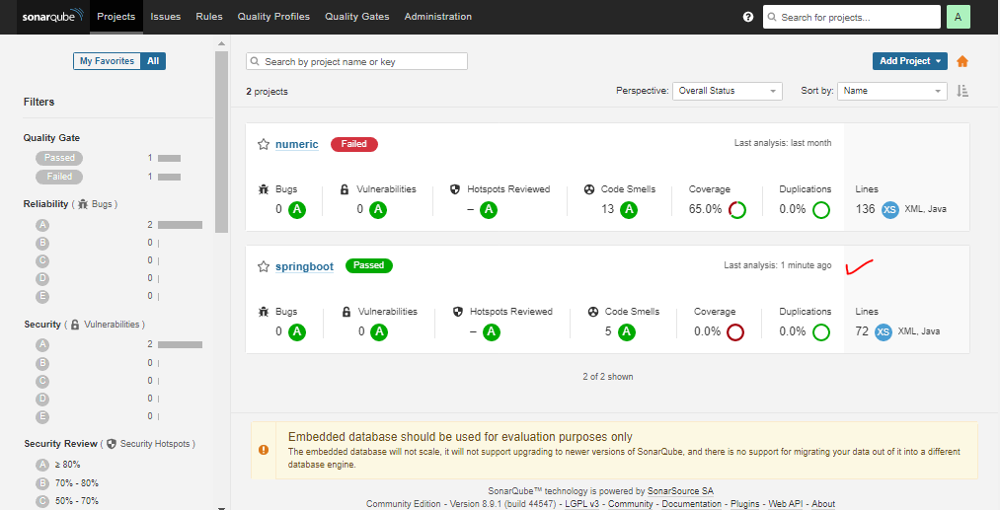 sonarqube Projects Issues Rules Quality Profiles Quality Gates Administration ? Search for projects... A
My Favorites All
Filters
Quality Gate
Passed 1
Failed 1
Reliability ( Bugs )
A 2
B 0
C 0
D 0
E 0
Security ( Vulnerabilities )
A 2
B 0
C 0
D 0
E 0
Security Review ( Security Hotspots )
A ≥ 80%
B 70% - 80%
C 50% - 70%
Search by project name or key Add Project
2 projects Perspective: Overall Status Sort by: Name
numeric Failed Last analysis: last month
Bugs Vulnerabilities Hotspots Reviewed Code Smells Coverage Duplications Lines
0 A 0 A – A 13 A 65.0% 0.0% 136 XS XML, Java
springboot Passed Last analysis: 1 minute ago
Bugs Vulnerabilities Hotspots Reviewed Code Smells Coverage Duplications Lines
0 A 0 A – A 5 A 0.0% 0.0% 72 XS XML, Java
2 of 2 shown
Embedded database should be used for evaluation purposes only
The embedded database will not scale, it will not support upgrading to newer versions of SonarQube, and there is no support for migrating your data out of it into a different
database engine.
SonarQube™ technology is powered by SonarSource SA
Community Edition - Version 8.9.1 (build 44547) - LGPL v3 - Community - Documentation - Plugins - Web API - About